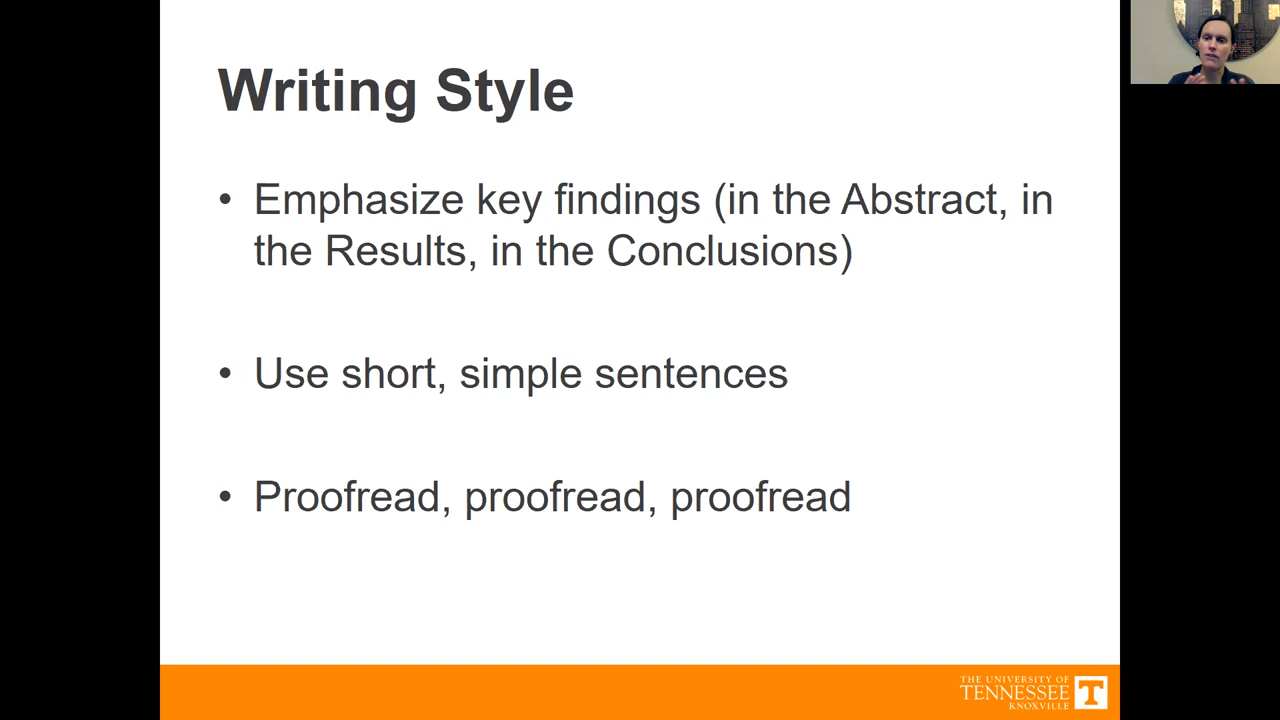 Writing Style
• Emphasize key findings (in the Abstract, in
the Results, in the Conclusions)
• Use short, simple sentences
• Proofread, proofread, proofread
THE UNIVERSITY OF
TENNESSEE
KNOXVILLE
T